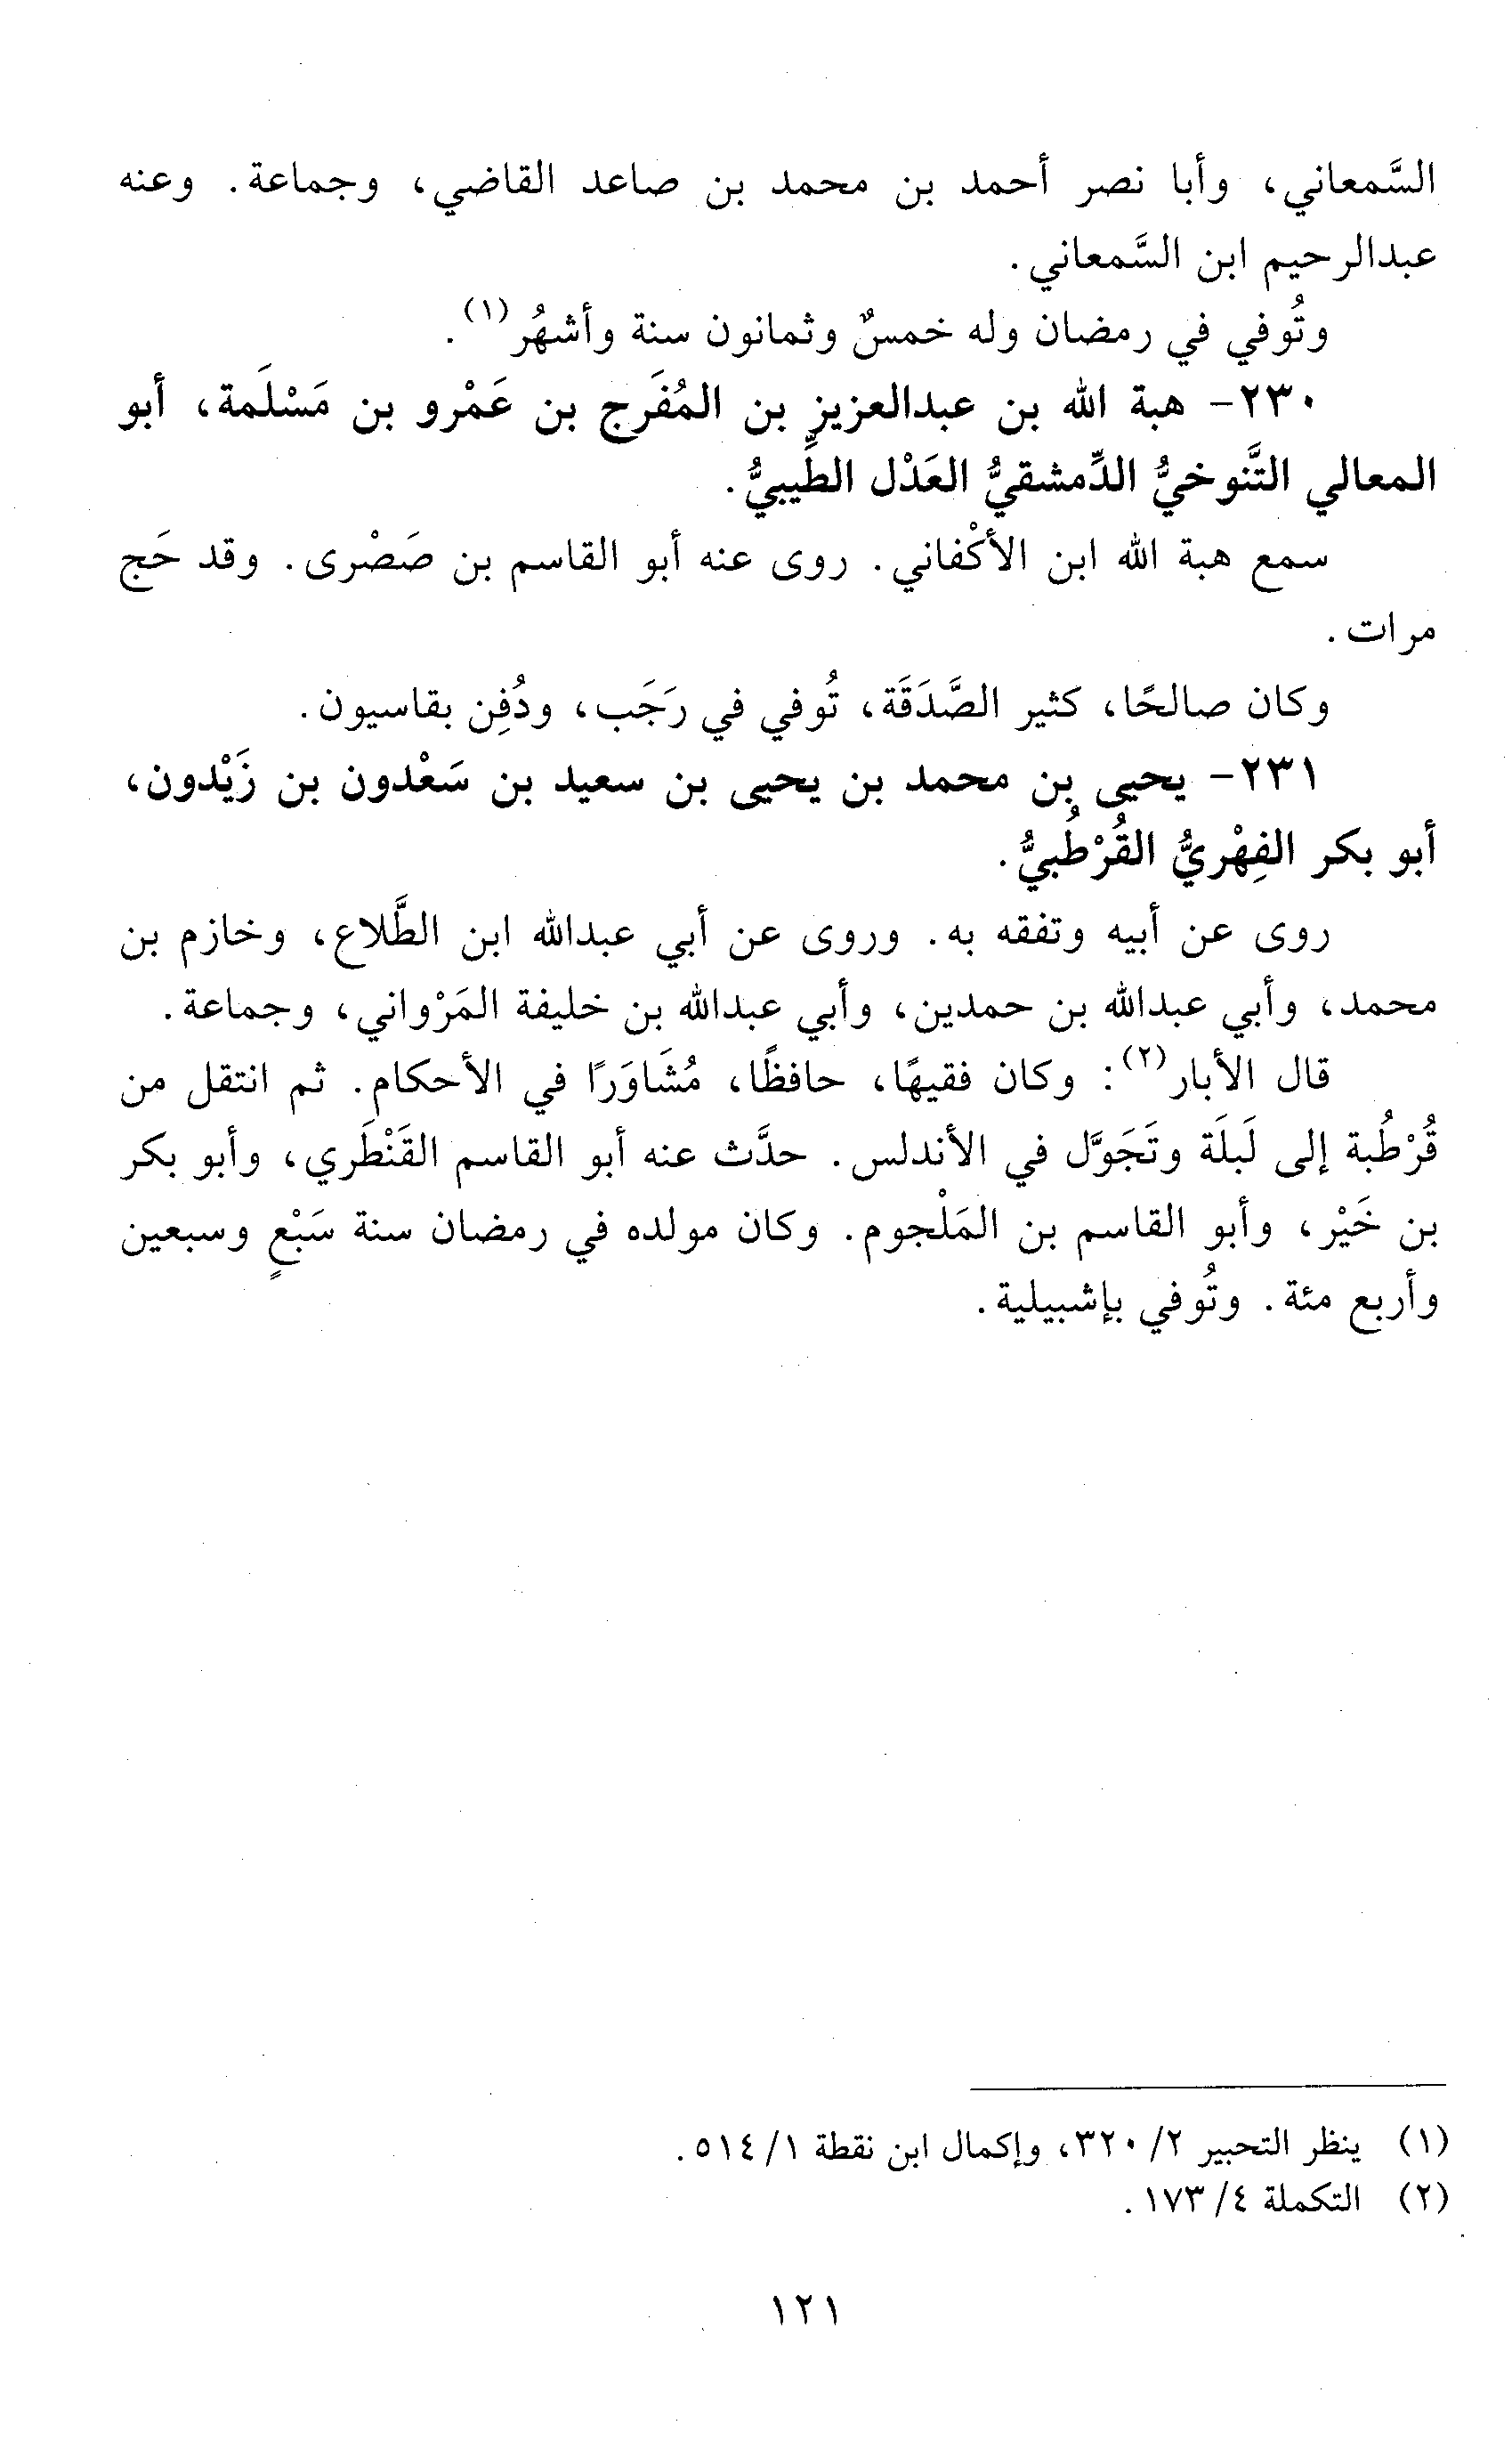 السَّمعاني، وأبا نصر أحمد بن محمد بن صاعد القاضي، وجماعة. وعنه
عبدالرحيم ابن السَّمعاني.
وتُوفي في رمضان وله خمسٌ وثمانون سنة وأشهُر(١).
٢٣٠- هبة الله بن عبدالعزيز بن المُفَرج بن عَمْرو بن مَسْلَمة، أبو
المعالي التَّنوخيُّ الدِّمشقيُّ العَدْل الطِّيبيُّ.
سمع هبة الله ابن الأكْفاني. روى عنه أبو القاسم بن صَصْرى. وقد حَج
مرات.
وكان صالحًا، كثير الصَّدَقَة، تُوفي في رَجَب، ودُفِن بقاسيون.
٢٣١- يحيى بن محمد بن يحيى بن سعيد بن سَعْدون بن زَيْدون،
أبو بكر الفِهْريُّ القُرْطُبيُّ.
روى عن أبيه وتفقه به. وروى عن أبي عبدالله ابن الطَّلاع، وخازم بن
محمد، وأبي عبدالله بن حمدين، وأبي عبدالله بن خليفة المَرْواني، وجماعة.
قال الأبار(٢): وكان فقيهًا، حافظًا، مُشَاوَرًا في الأحكام. ثم انتقل من
قُرْطُبة إلى لَبلَة وتَجَوَّل في الأندلس. حدَّث عنه أبو القاسم القَنْطَري، وأبو بكر
بن خَيْر، وأبو القاسم بن المَلْجوم. وكان مولده في رمضان سنة سَبْعٍ وسبعين
وأربع مئة. وتُوفي بإشبيلية.
(١) ينظر التحبير ٢/ ٣٢٠، وإكمال ابن نقطة ١/ ٥١٤.
(٢) التكملة ٤/ ١٧٣.
١٢١